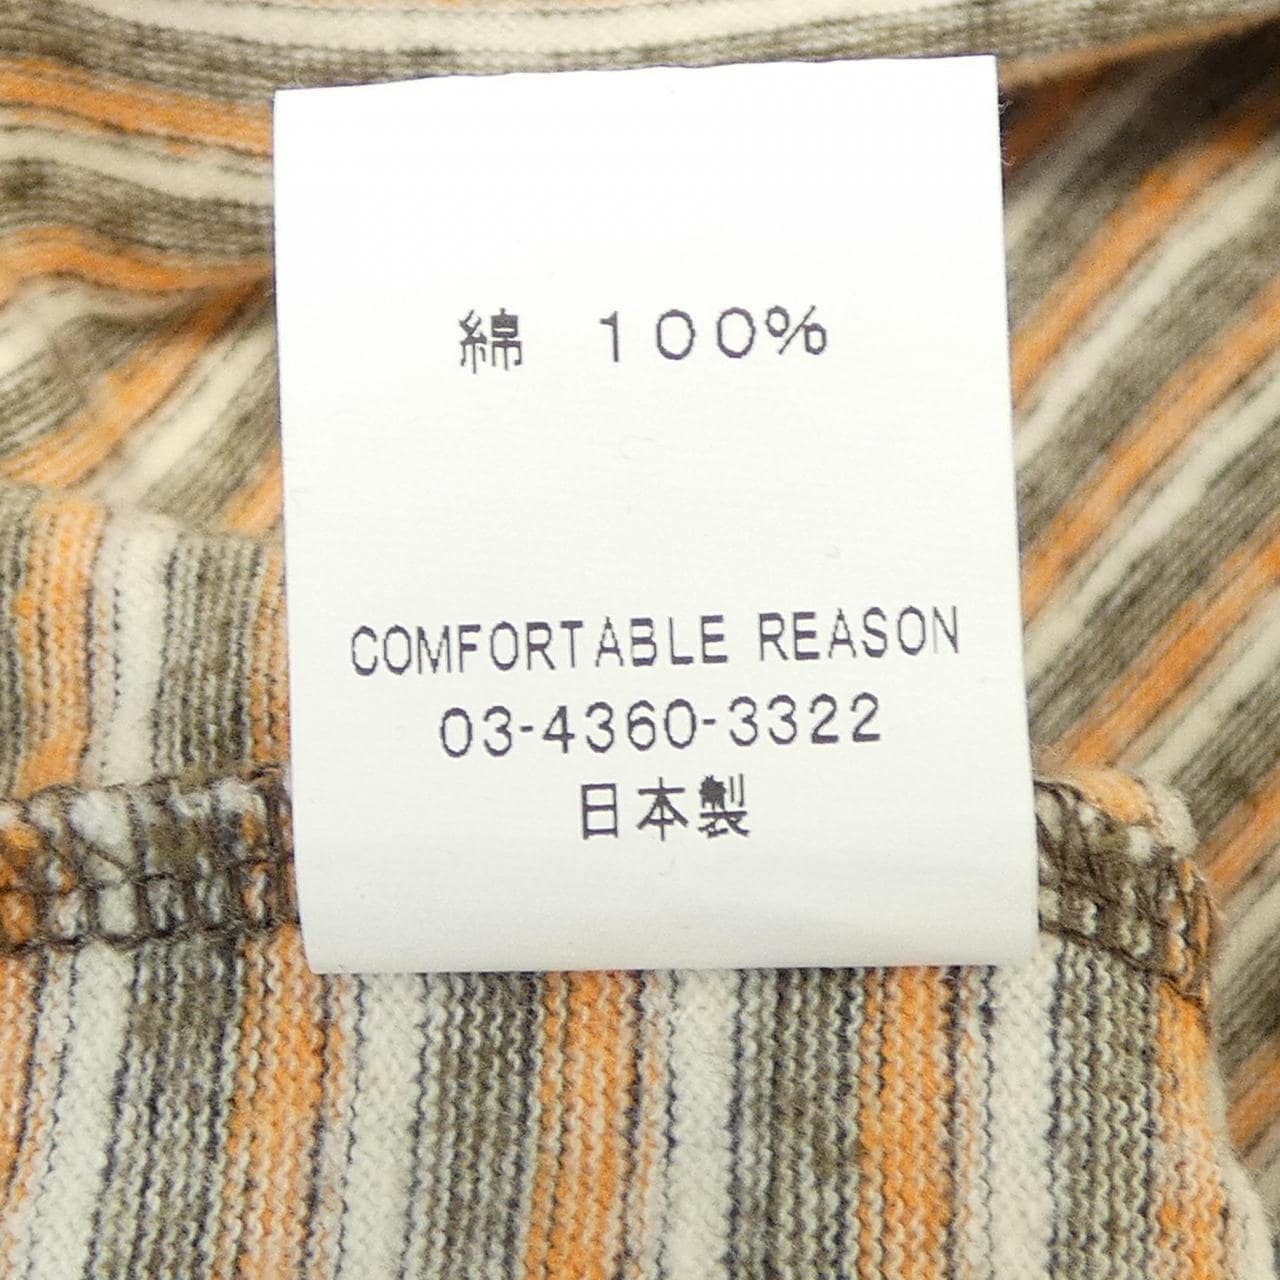 綿 100%
COMFORTABLE REASON
03-4360-3322
日本製